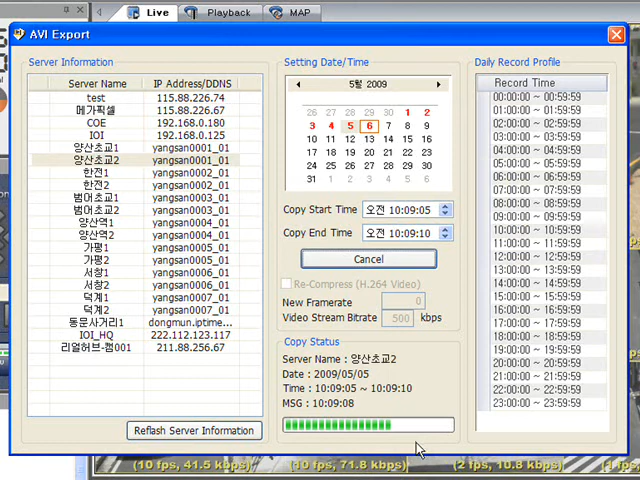 Live
Playback
MAP
AVI Export
Server Information
Server Name IP Address/DDNS
test 115.88.226.74
메가픽셀 115.88.226.67
COE 192.168.0.180
IOI 192.168.0.125
양산초교1 yangsan0001_01
양산초교2 yangsan0001_01
한전1 yangsan0002_01
한전2 yangsan0002_01
범머초교1 yangsan0003_01
범머초교2 yangsan0003_01
양산역1 yangsan0004_01
양산역2 yangsan0004_01
가평1 yangsan0005_01
가평2 yangsan0005_01
서창1 yangsan0006_01
서창2 yangsan0006_01
덕계1 yangsan0007_01
덕계2 yangsan0007_01
동문사거리1 dongmun.iptime...
IOI_HQ 222.112.123.117
리얼허브-캠001 211.88.256.67
Reflash Server Information
Setting Date/Time
5월 2009
26 27 28 29 30 1 2
3 4 5 6 7 8 9
10 11 12 13 14 15 16
17 18 19 20 21 22 23
24 25 26 27 28 29 30
31 1 2 3 4 5 6
Copy Start Time 오전 10:09:05
Copy End Time 오전 10:09:10
Cancel
Re-Compress (H.264 Video)
New Framerate 0
Video Stream Bitrate 500 kbps
Copy Status
Server Name : 양산초교2
Date : 2009/05/05
Time : 10:09:05 ~ 10:09:10
MSG : 10:09:08
Daily Record Profile
Record Time
00:00:00 ~ 00:59:59
01:00:00 ~ 01:59:59
02:00:00 ~ 02:59:59
03:00:00 ~ 03:59:59
04:00:00 ~ 04:59:59
05:00:00 ~ 05:59:59
06:00:00 ~ 06:59:59
07:00:00 ~ 07:59:59
08:00:00 ~ 08:59:59
09:00:00 ~ 09:59:59
10:00:00 ~ 10:59:59
11:00:00 ~ 11:59:59
12:00:00 ~ 12:59:59
13:00:00 ~ 13:59:59
14:00:00 ~ 14:59:59
15:00:00 ~ 15:59:59
16:00:00 ~ 16:59:59
17:00:00 ~ 17:59:59
18:00:00 ~ 18:59:59
19:00:00 ~ 19:59:59
20:00:00 ~ 20:59:59
21:00:00 ~ 21:59:59
22:00:00 ~ 22:59:59
23:00:00 ~ 23:59:59
(10 fps, 41.5 kbps)
(10 fps, 71.8 kbps)
(2 fps, 10.8 kbps)
(1 fps